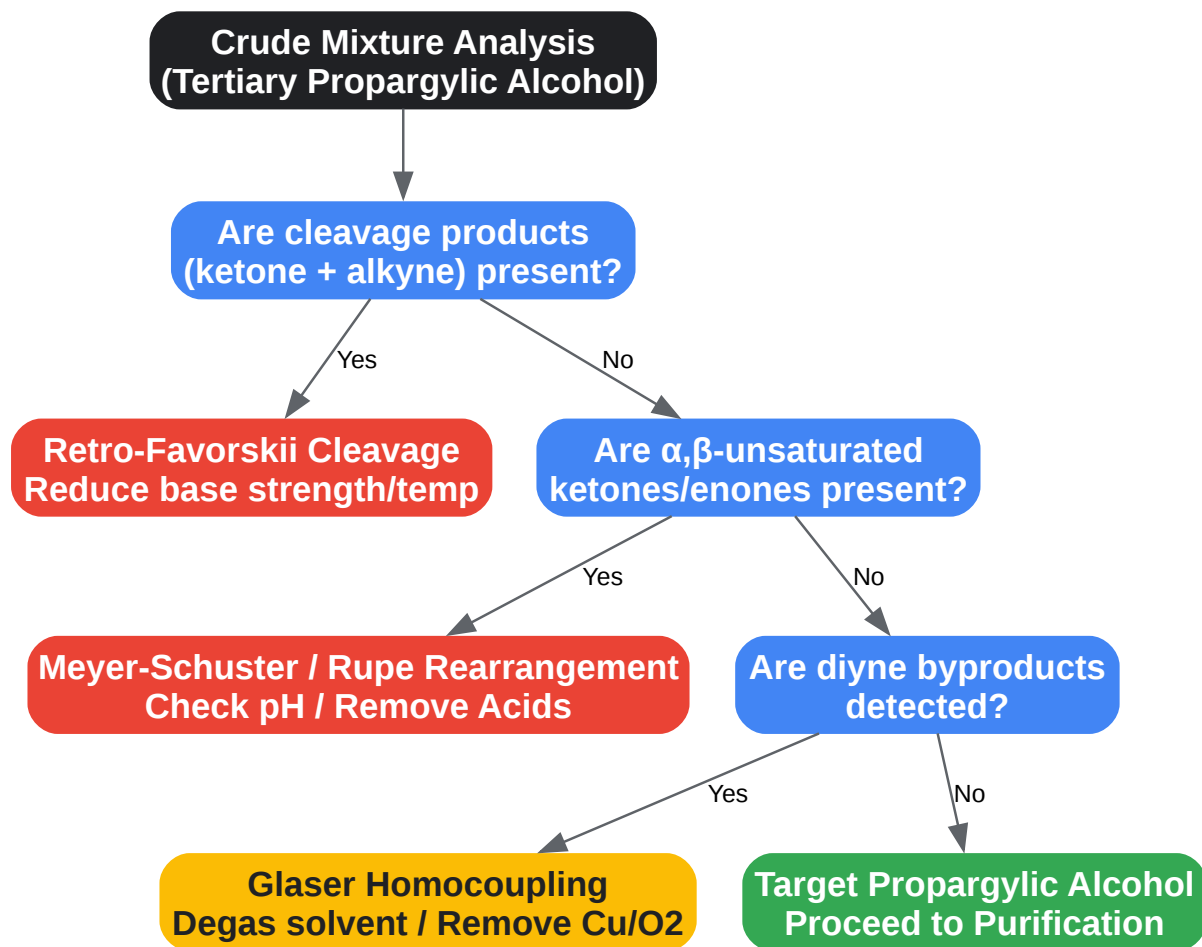 Crude Mixture Analysis
(Tertiary Propargylic Alcohol)
Are cleavage products
(ketone + alkyne) present?
Yes
No
Retro-Favorskii Cleavage
Reduce base strength/temp
Are α,β-unsaturated
ketones/enones present?
Yes
No
Meyer-Schuster / Rupe Rearrangement
Check pH / Remove Acids
Are diyne byproducts
detected?
Yes
No
Glaser Homocoupling
Degas solvent / Remove Cu/O2
Target Propargylic Alcohol
Proceed to Purification